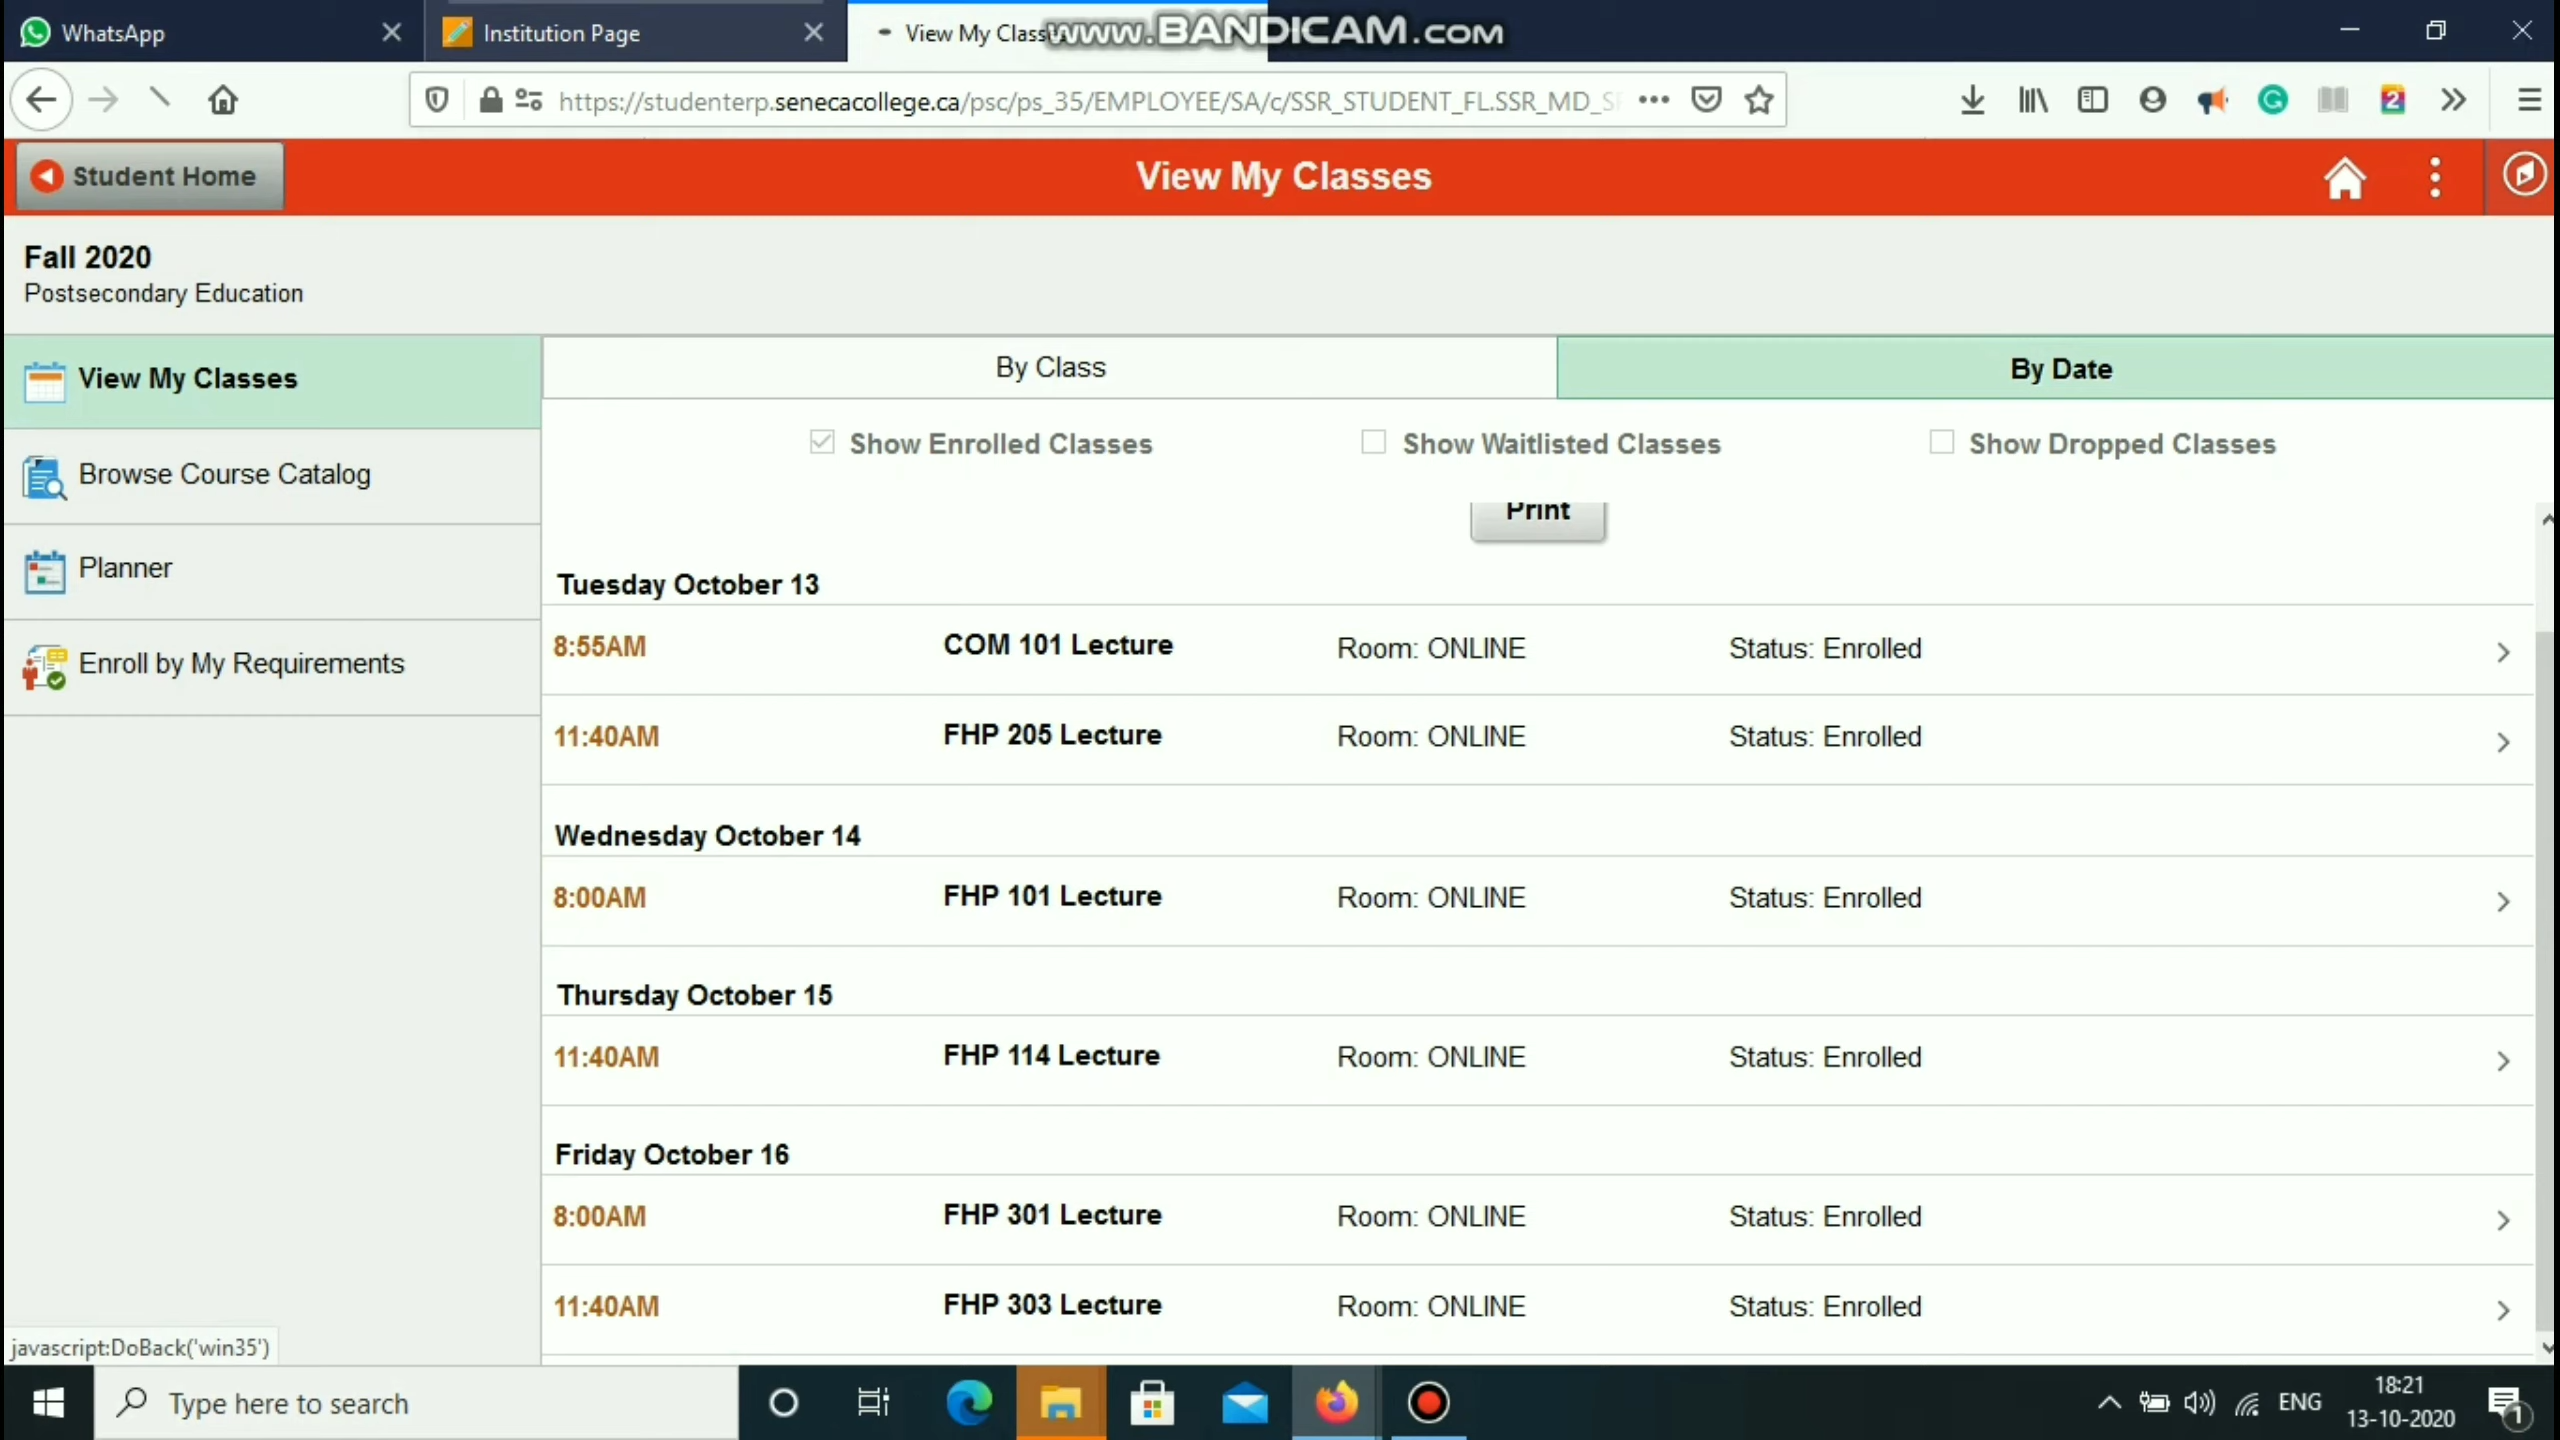 WhatsApp
Institution Page
View My Classes
www.BANDICAM.COM
https://studenterp.senecacollege.ca/psc/ps_35/EMPLOYEE/SA/c/SSR_STUDENT_FL.SSR_MD_S
Student Home
View My Classes
Fall 2020
Postsecondary Education
View My Classes
Browse Course Catalog
Planner
Enroll by My Requirements
By Class
By Date
Show Enrolled Classes
Show Waitlisted Classes
Show Dropped Classes
Print
Tuesday October 13
8:55AM COM 101 Lecture Room: ONLINE Status: Enrolled
11:40AM FHP 205 Lecture Room: ONLINE Status: Enrolled
Wednesday October 14
8:00AM FHP 101 Lecture Room: ONLINE Status: Enrolled
Thursday October 15
11:40AM FHP 114 Lecture Room: ONLINE Status: Enrolled
Friday October 16
8:00AM FHP 301 Lecture Room: ONLINE Status: Enrolled
11:40AM FHP 303 Lecture Room: ONLINE Status: Enrolled
javascript:DoBack('win35')
Type here to search
ENG
18:21
13-10-2020
1
2